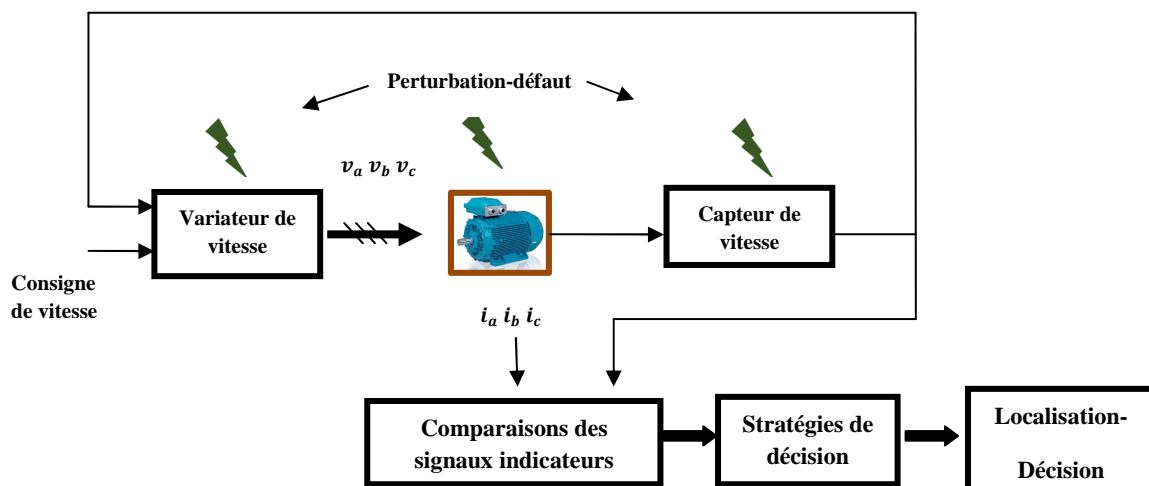 Perturbation-défaut
v_a v_b v_c
Variateur de
vitesse
Capteur de
vitesse
Consigne
de vitesse
i_a i_b i_c
Comparaisons des
signaux indicateurs
Stratégies de
décision
Localisation-
Décision